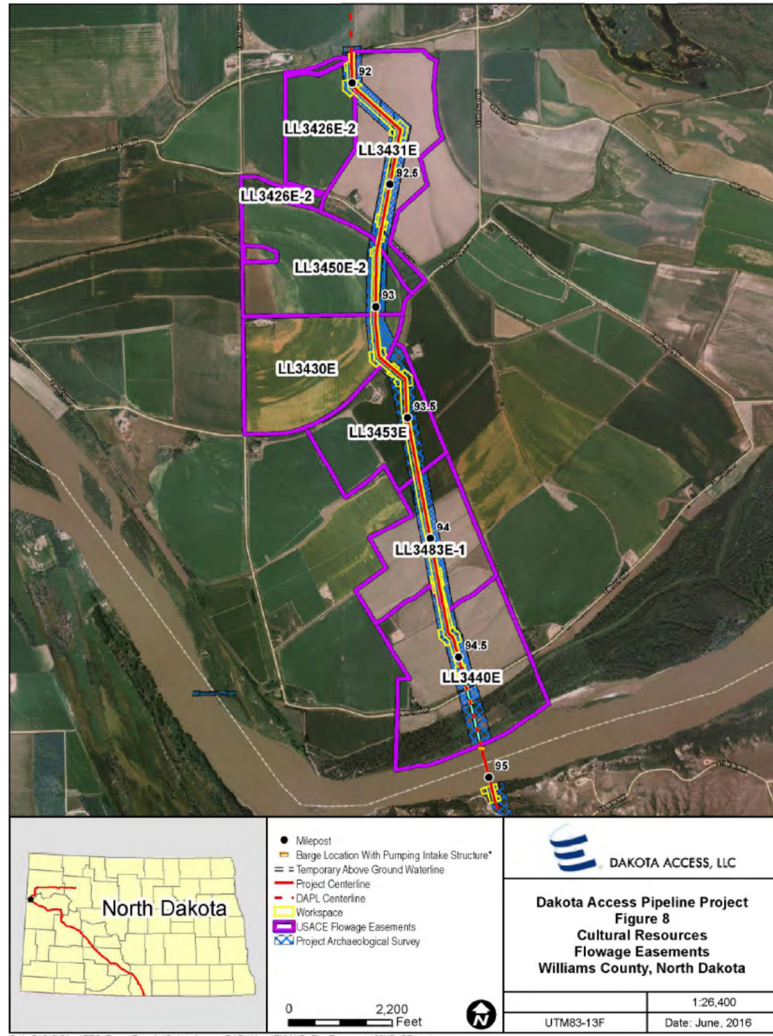 92
LL3426E-2
LL3431E
92.5
LL3426E-2
LL3450E-2
93
LL3430E
93.5
LL3453E
94
LL3483E-1
94.5
LL3440E
95
North Dakota
Milepost
Barge Location With Pumping Intake Structure*
Temporary Above Ground Waterline
Project Centerline
DAPL Centerline
Workspace
USACE Flowage Easements
Project Archaeological Survey
0 2,200
Feet
N
DAKOTA ACCESS, LLC
Dakota Access Pipeline Project
Figure 8
Cultural Resources
Flowage Easements
Williams County, North Dakota
1:26,400
UTM83-13F
Date: June, 2016